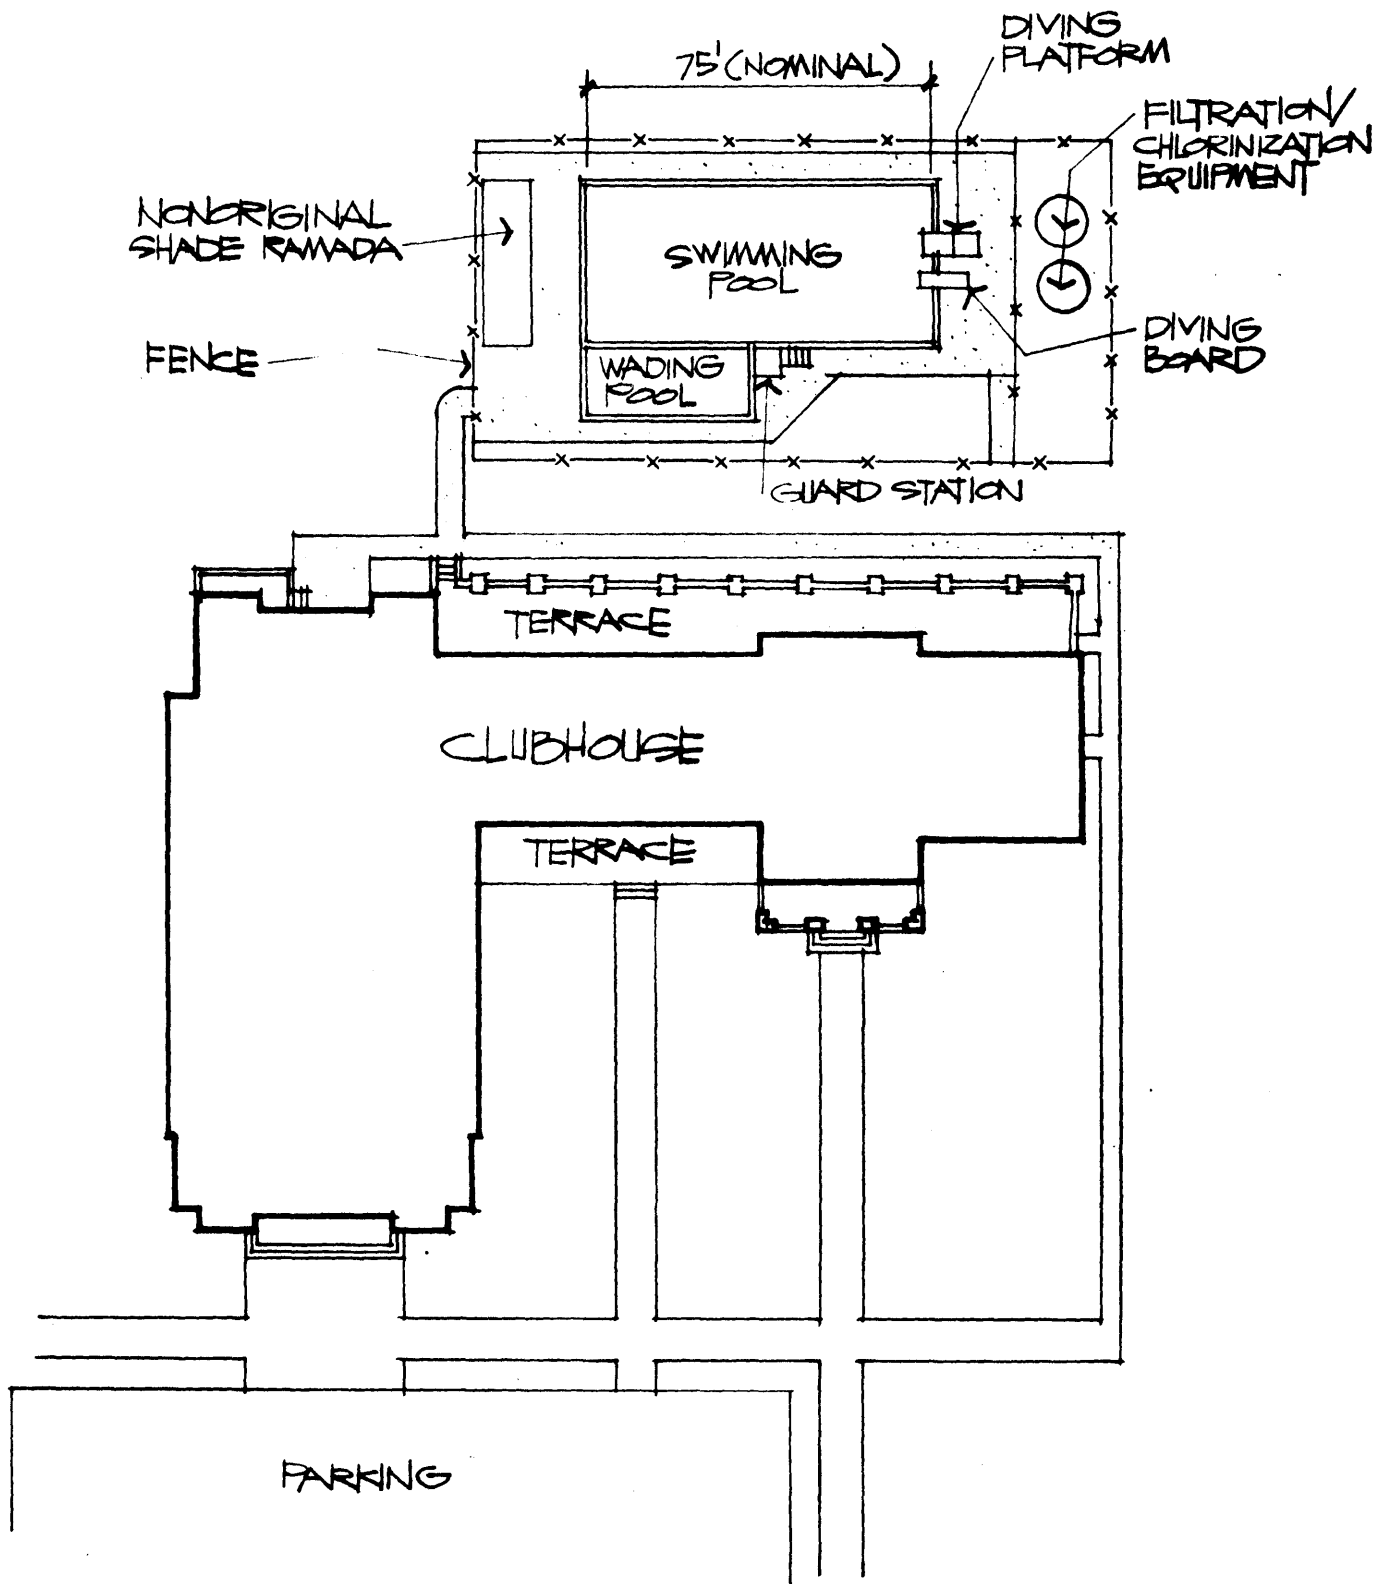 DIVING
PLATFORM
75' (NOMINAL)
FILTRATION/
CHLORINIZATION
EQUIPMENT
NONORIGINAL
SHADE RAMADA
SWIMMING
POOL
DIVING
BOARD
FENCE
WADING
POOL
GUARD STATION
TERRACE
CLUBHOUSE
TERRACE
PARKING